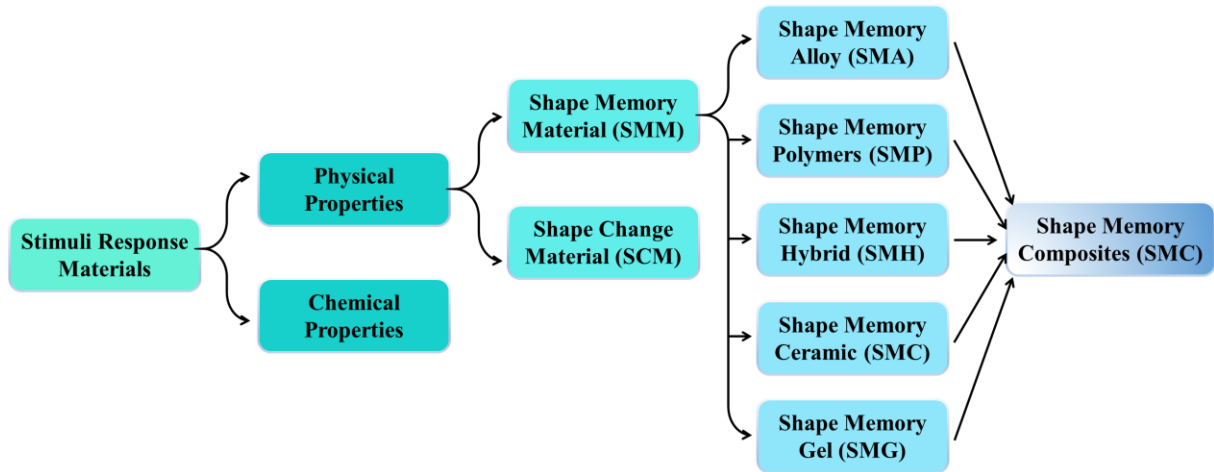 Stimuli Response
Materials
Physical
Properties
Chemical
Properties
Shape Memory
Material (SMM)
Shape Change
Material (SCM)
Shape Memory
Alloy (SMA)
Shape Memory
Polymers (SMP)
Shape Memory
Hybrid (SMH)
Shape Memory
Ceramic (SMC)
Shape Memory
Gel (SMG)
Shape Memory
Composites (SMC)